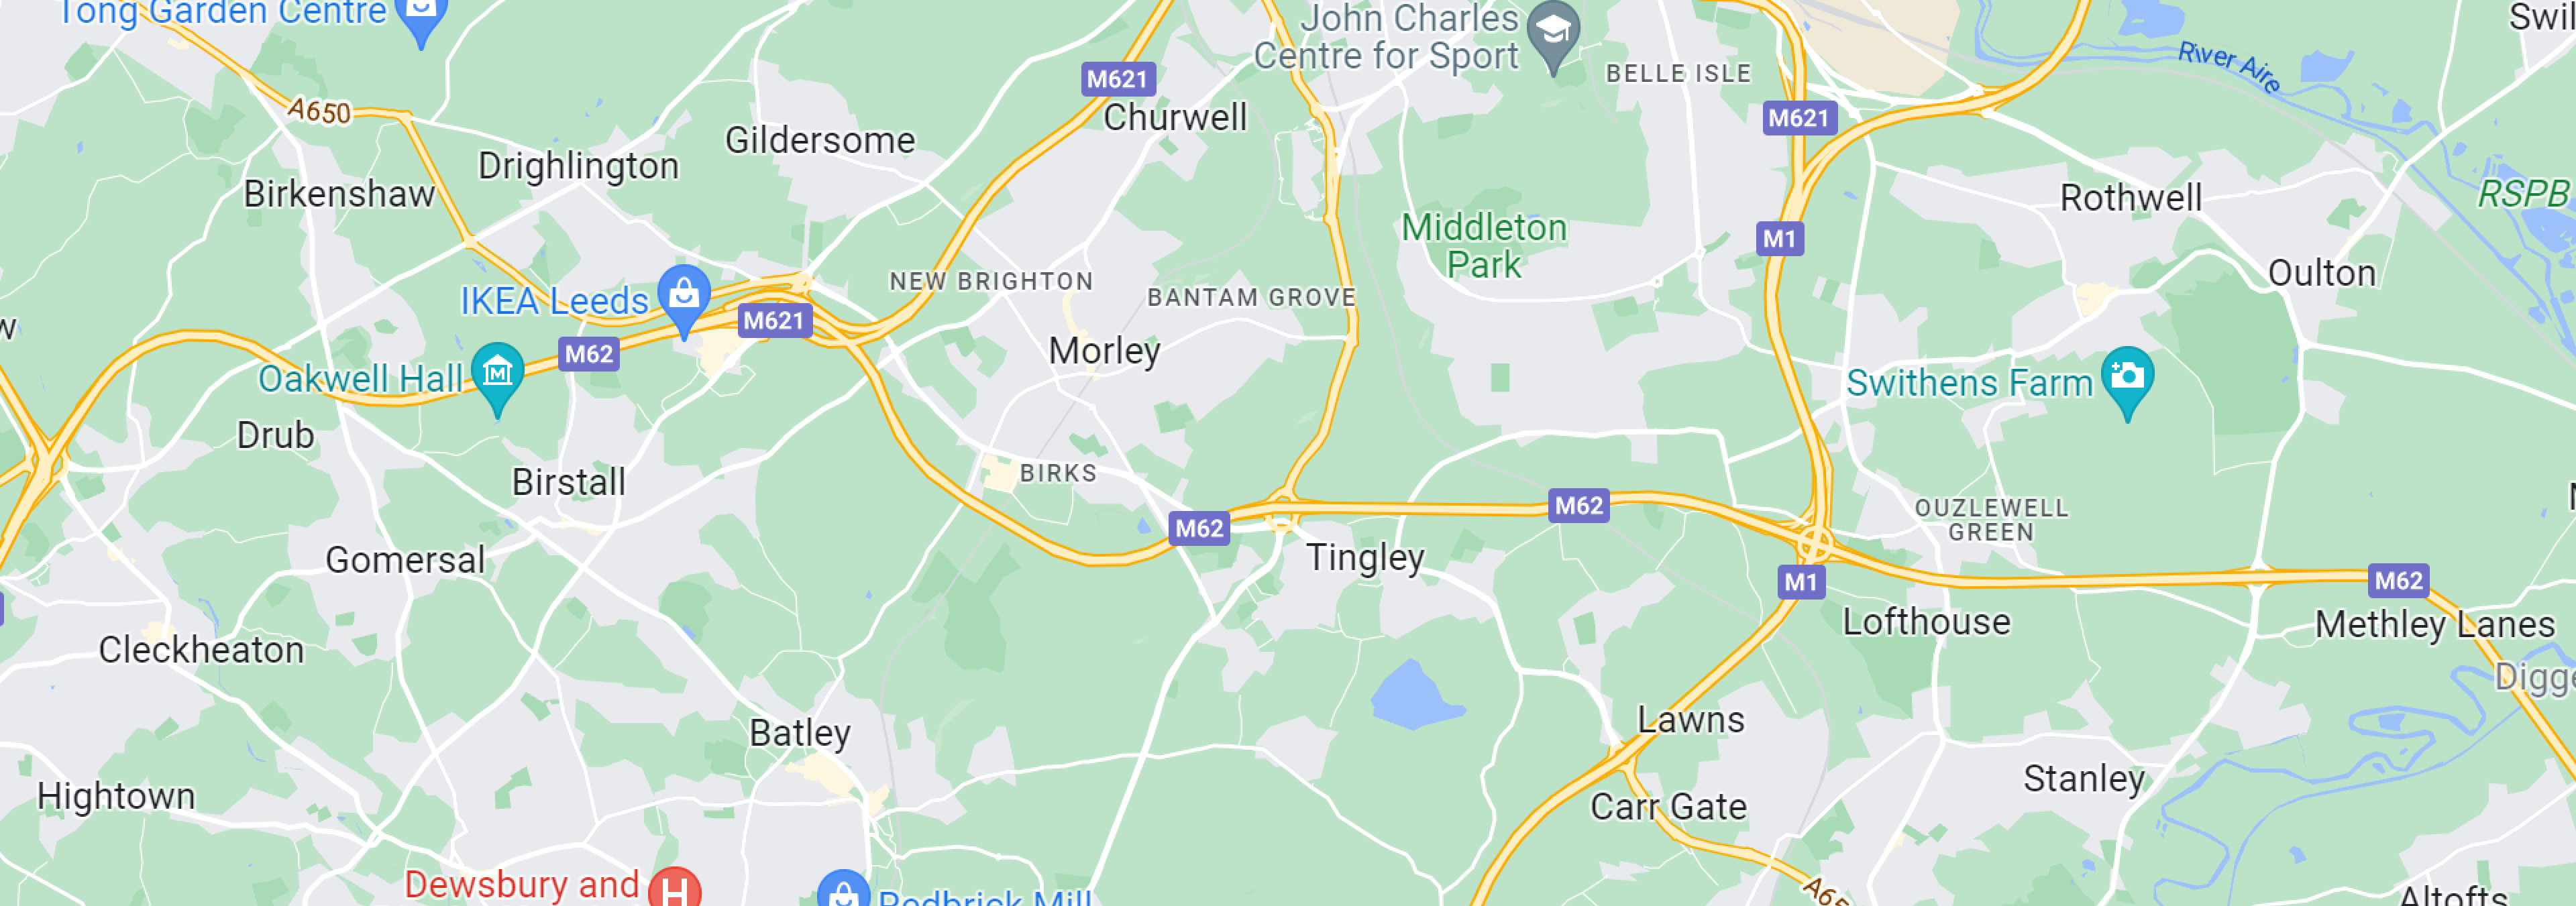 Tong Garden Centre
John Charles
Centre for Sport
BELLE ISLE
River Aire
M621
A650
Churwell
M621
Gildersome
Drighlington
Birkenshaw
Rothwell
RSPB
Middleton
Park
M1
NEW BRIGHTON
BANTAM GROVE
Oulton
IKEA Leeds
M621
M62
Morley
Oakwell Hall
Swithens Farm
Drub
Birstall
BIRKS
M62
M62
OUZLEWELL
GREEN
Gomersal
Tingley
M1
M62
Lofthouse
Methley Lanes
Cleckheaton
Batley
Lawns
Hightown
Stanley
Carr Gate
Dewsbury and
H
Redbrick Mill
Altofts